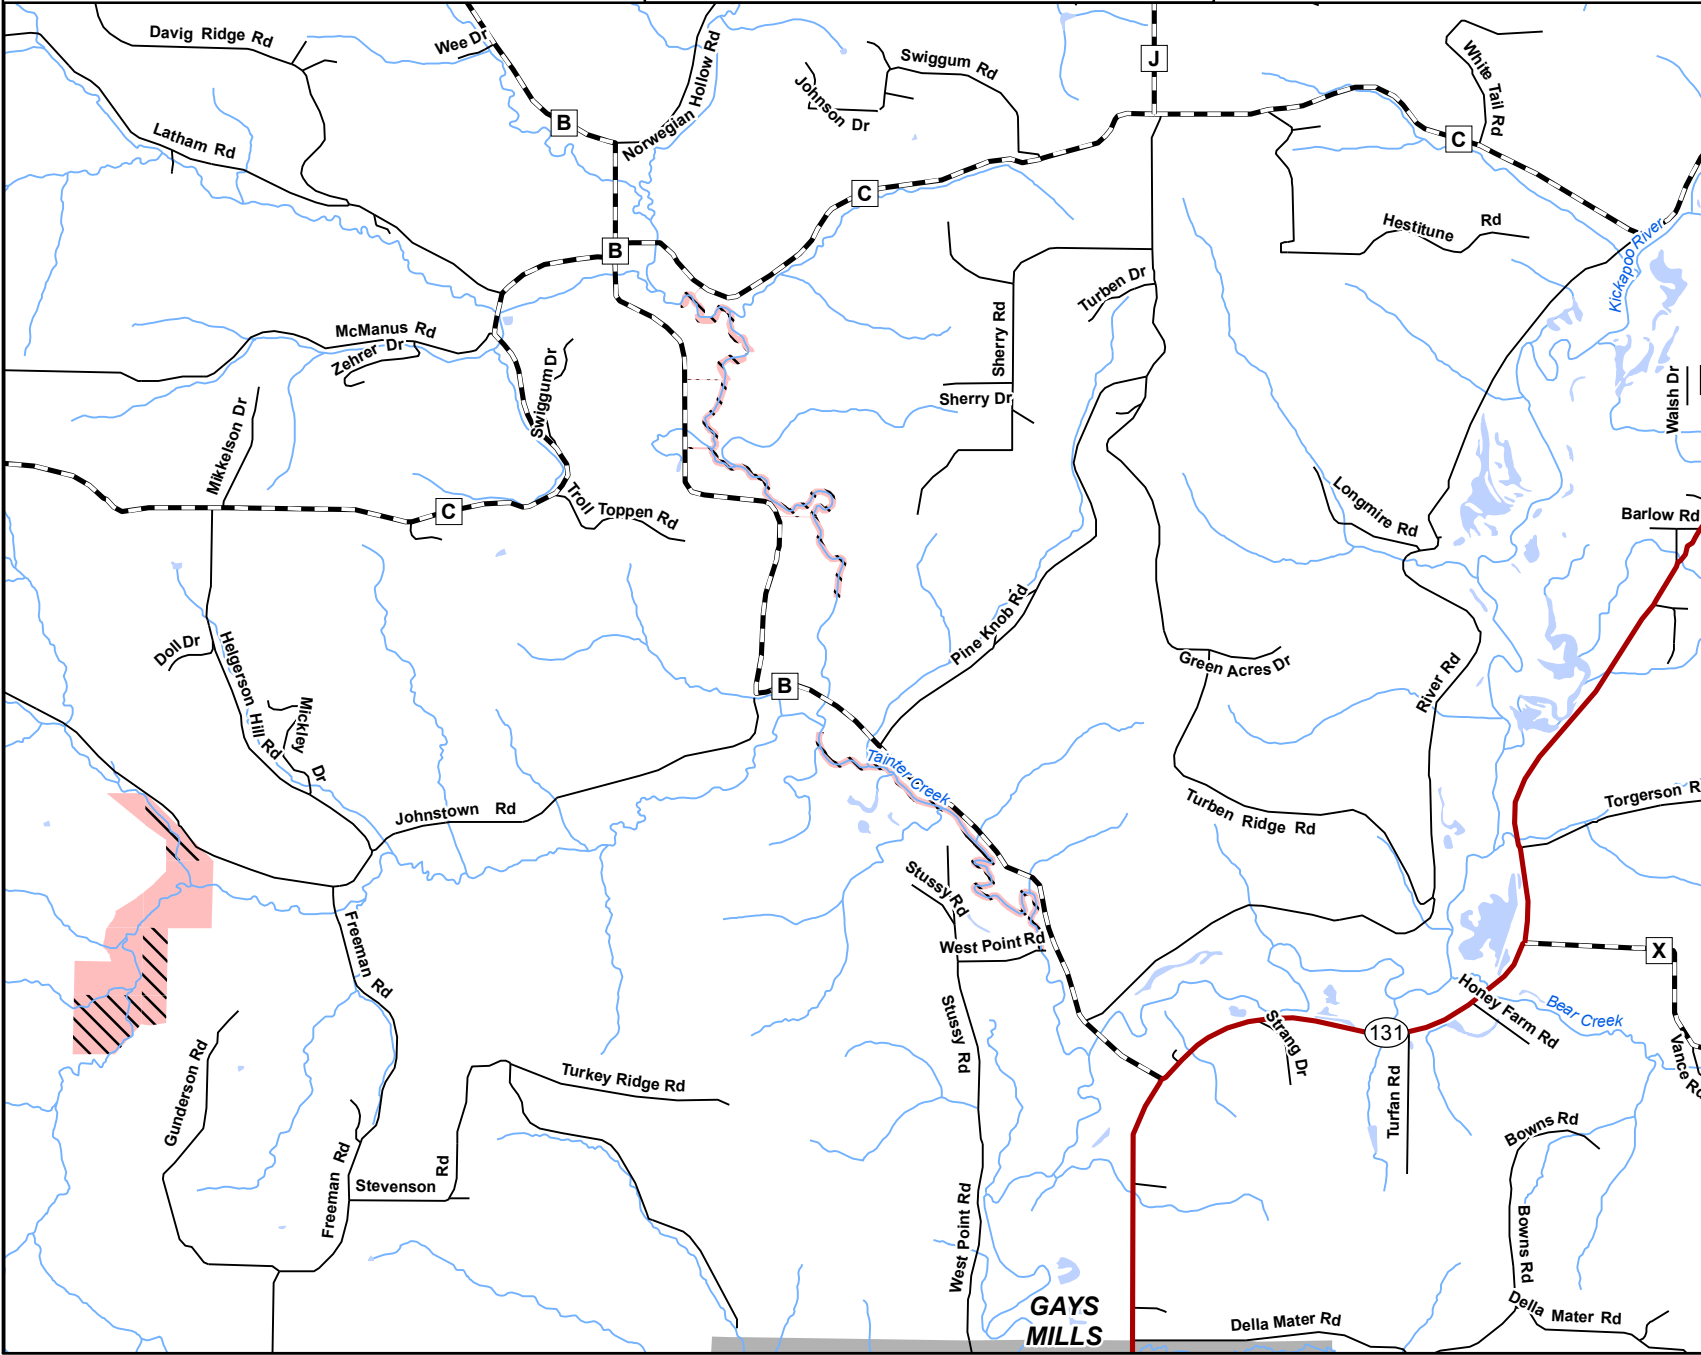 Davig Ridge Rd
Wee Dr
Norwegian Hollow Rd
Swiggum Rd
Johnson Dr
J
White Tail Rd
B
Latham Rd
C
C
Hestitune Rd
Kickapoo River
B
Turben Dr
McManus Rd
Zehrer Dr
Sherry Rd
Swiggum Dr
Sherry Dr
Walsh Dr
Mikkelson Dr
Longmire Rd
C
Troll Toppen Rd
Barlow Rd
Pine Knob Rd
Doll Dr
Helgerson Hill Rd
Green Acres Dr
River Rd
B
Mickley Dr
Tainter Creek
Johnstown Rd
Turben Ridge Rd
Torgerson R
Stussy Rd
West Point Rd
Freeman Rd
X
Honey Farm Rd
Bear Creek
Stussy Rd
Strang Dr
131
Vance Rd
Gunderson Rd
Turkey Ridge Rd
Turfan Rd
Bowns Rd
Freeman Rd
Stevenson Rd
West Point Rd
Bowns Rd
GAYS
MILLS
Della Mater Rd
Della Mater Rd